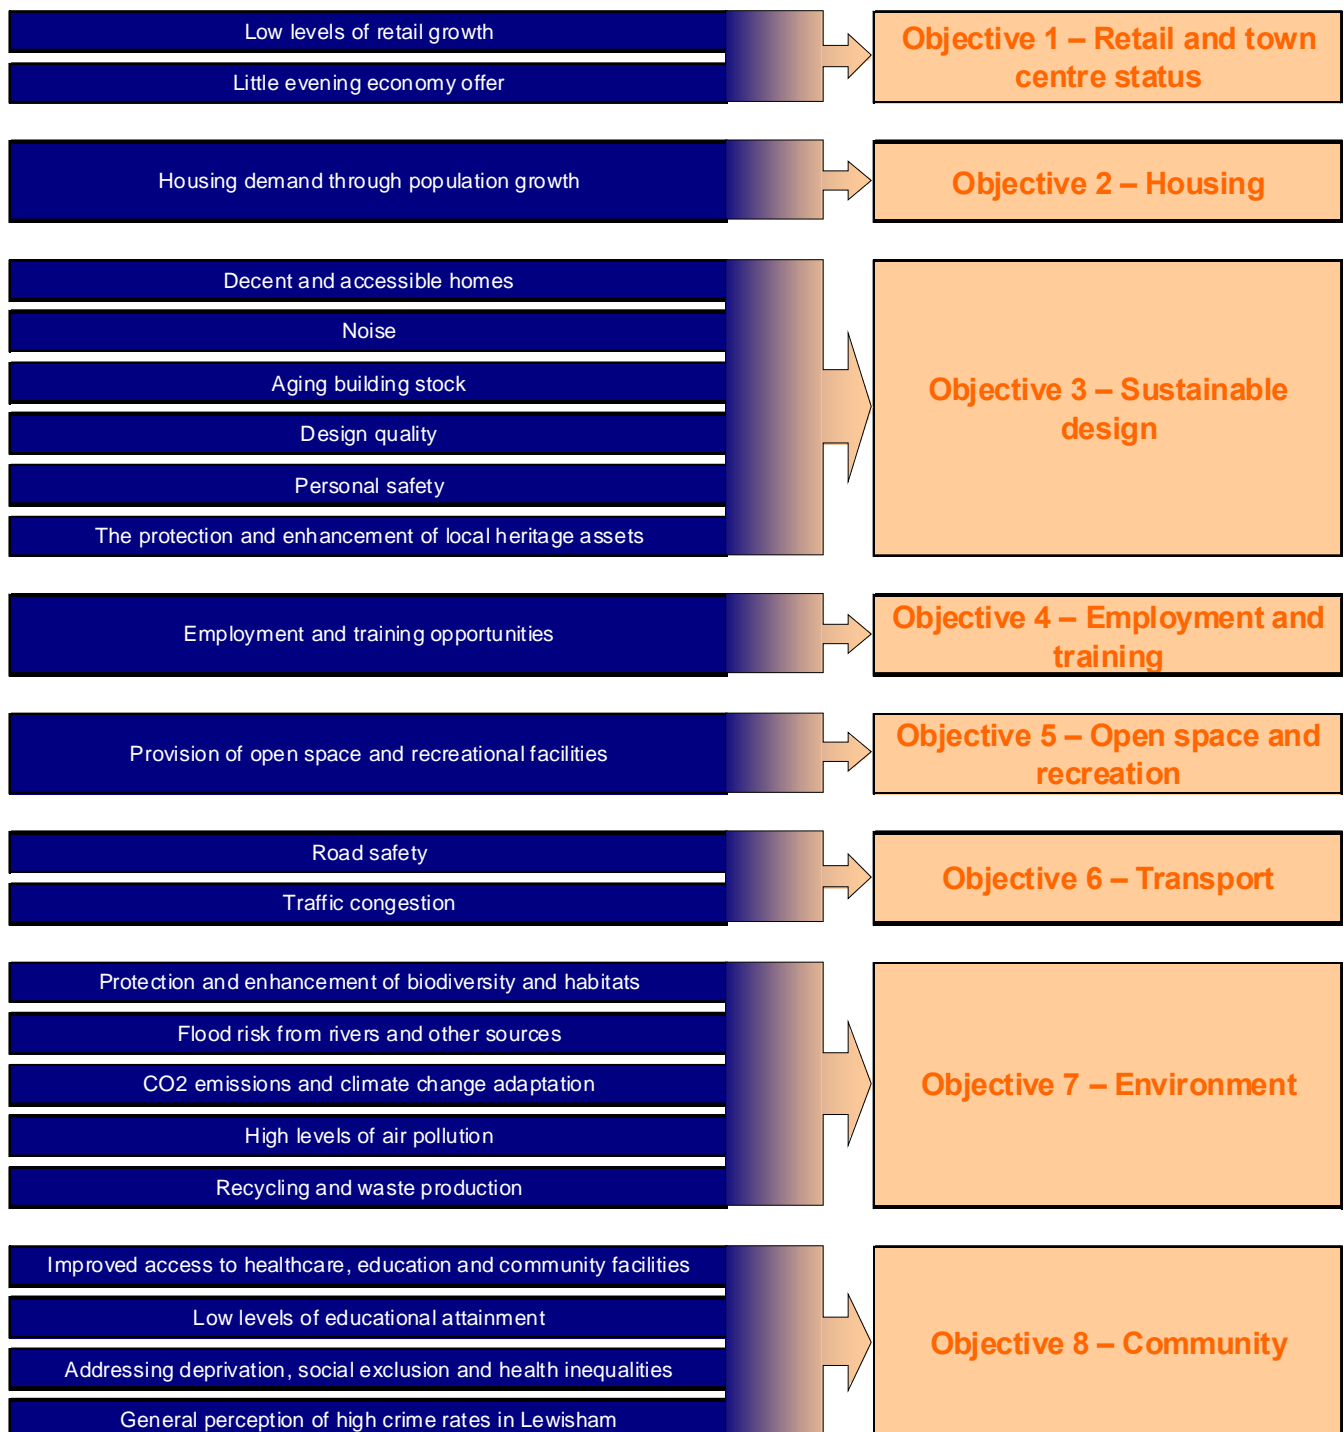 Low levels of retail growth
Little evening economy offer
Objective 1 – Retail and town
centre status
Housing demand through population growth
Objective 2 – Housing
Decent and accessible homes
Noise
Aging building stock
Design quality
Personal safety
The protection and enhancement of local heritage assets
Objective 3 – Sustainable
design
Employment and training opportunities
Objective 4 – Employment and
training
Provision of open space and recreational facilities
Objective 5 – Open space and
recreation
Road safety
Traffic congestion
Objective 6 – Transport
Protection and enhancement of biodiversity and habitats
Flood risk from rivers and other sources
CO2 emissions and climate change adaptation
High levels of air pollution
Recycling and waste production
Objective 7 – Environment
Improved access to healthcare, education and community facilities
Low levels of educational attainment
Addressing deprivation, social exclusion and health inequalities
General perception of high crime rates in Lewisham
Objective 8 – Community